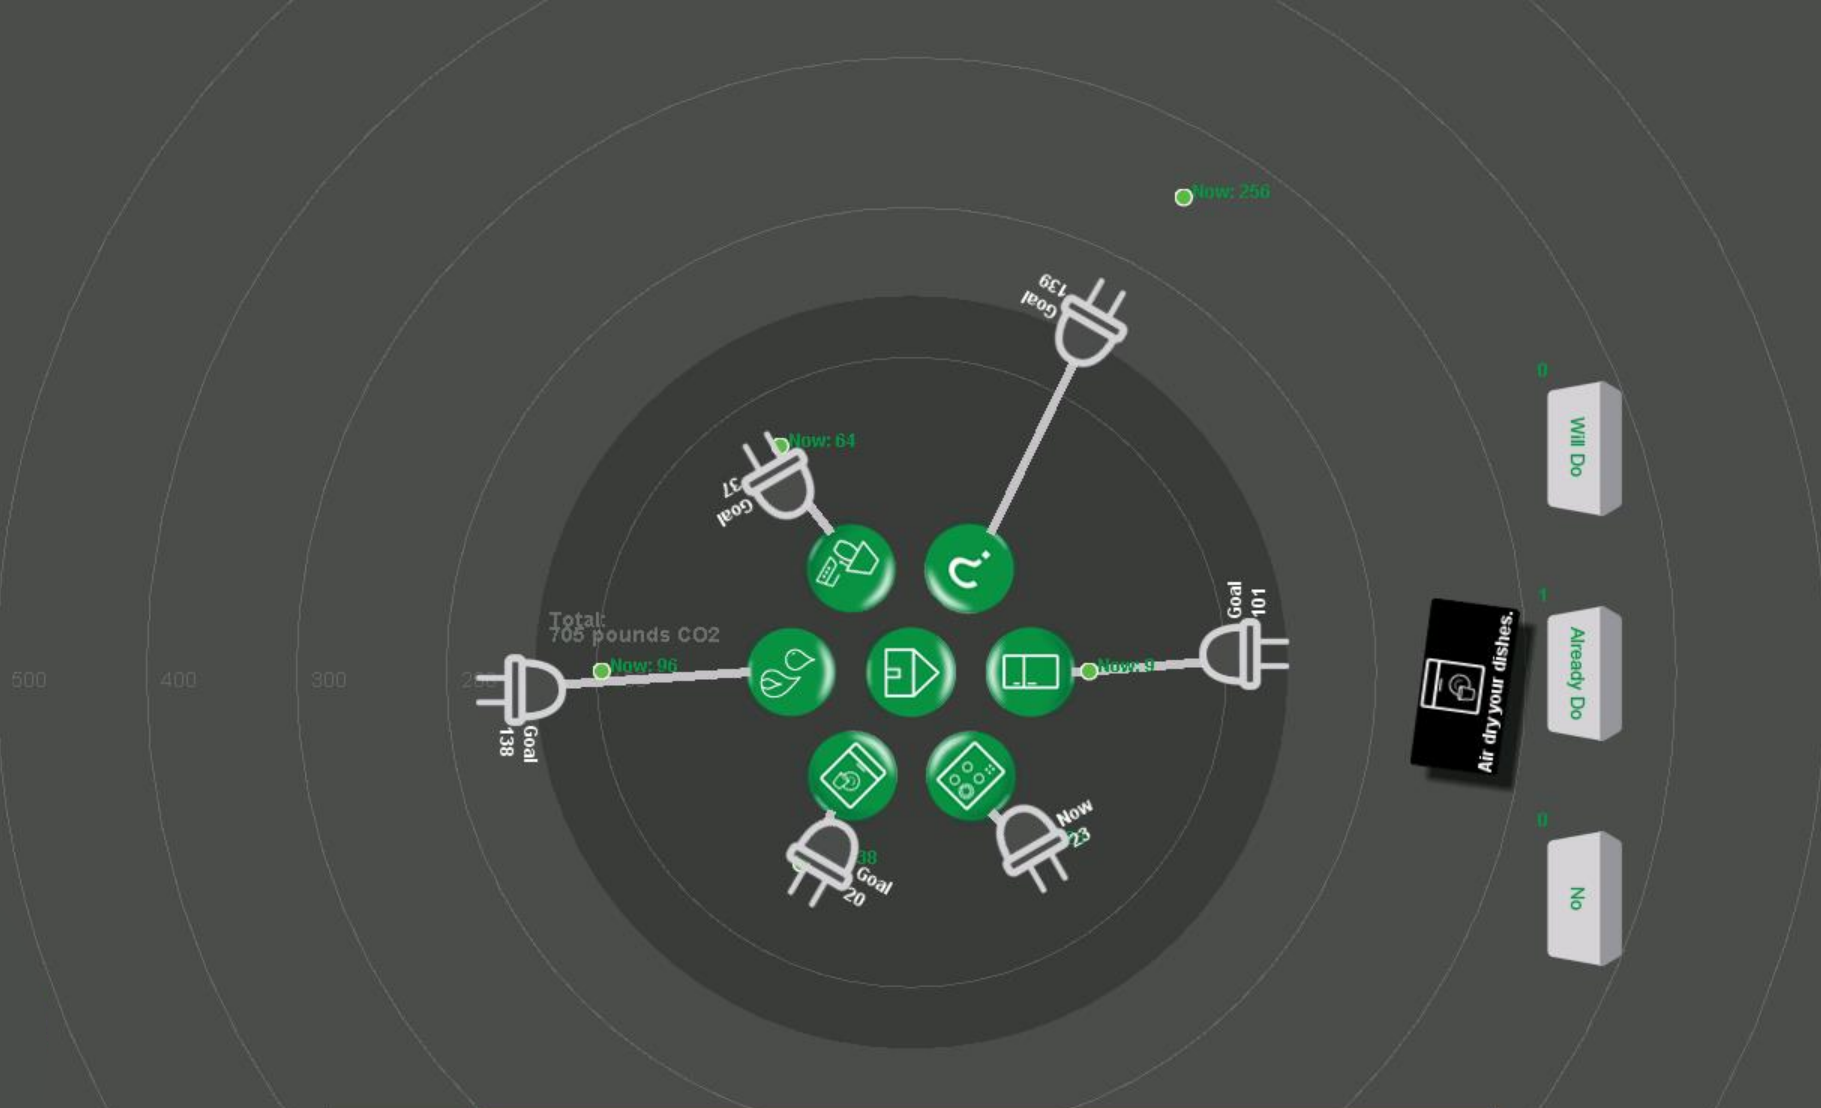 Now: 256
139
Goal
0
Will Do
Now: 64
37
Goal
Goal
101
1
Already Do
Air dry your dishes.
Total:
705 pounds CO2
Now: 96
Now: 9
500
400
300
Goal
138
Now
23
38
Goal
20
0
No